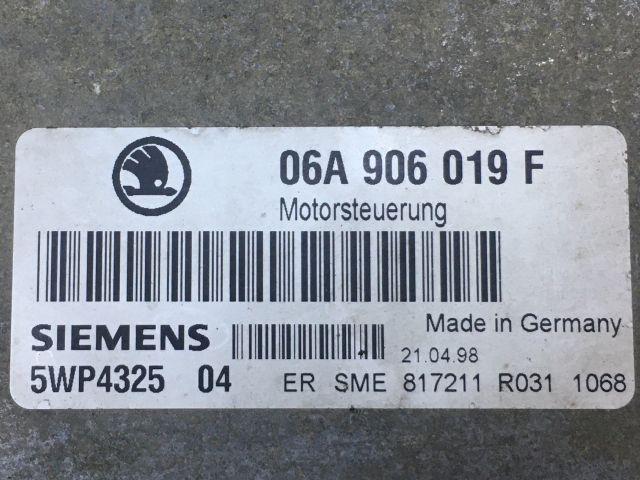 06A 906 019 F
Motorsteuerung
Made in Germany
SIEMENS 21.04.98
5WP4325 04 ER SME 817211 R031 1068